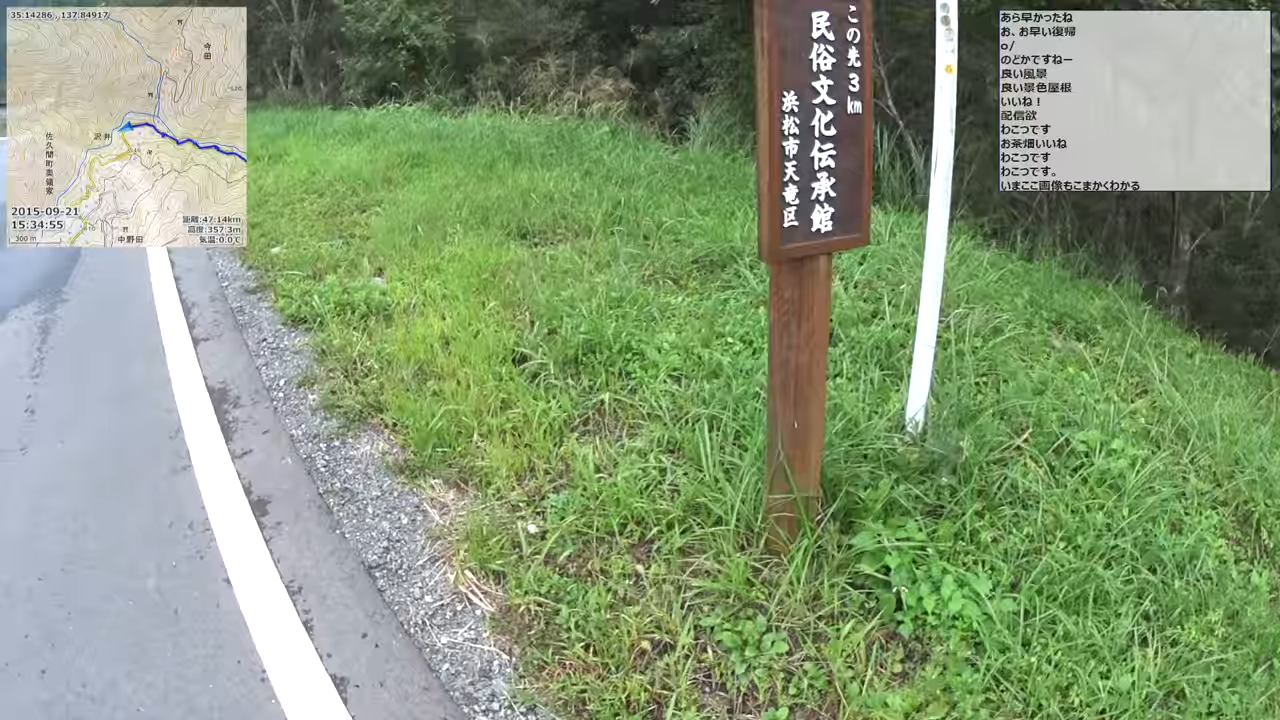 35.14286 , 137.84917
今田
沢井
佐久間町奥領家
2015-09-21
15:34:55
300 m
中野田
距離:47.14km
高度:357.3m
気温:0.0℃
この先3km
民俗文化伝承館
浜松市天竜区
あら早かったね
お、お早い復帰
o/
のどかですねー
良い風景
良い景色屋根
いいね！
配信欲
わこつです
お茶畑いいね
わこつです
わこつです。
いまここ画像もこまかくわかる